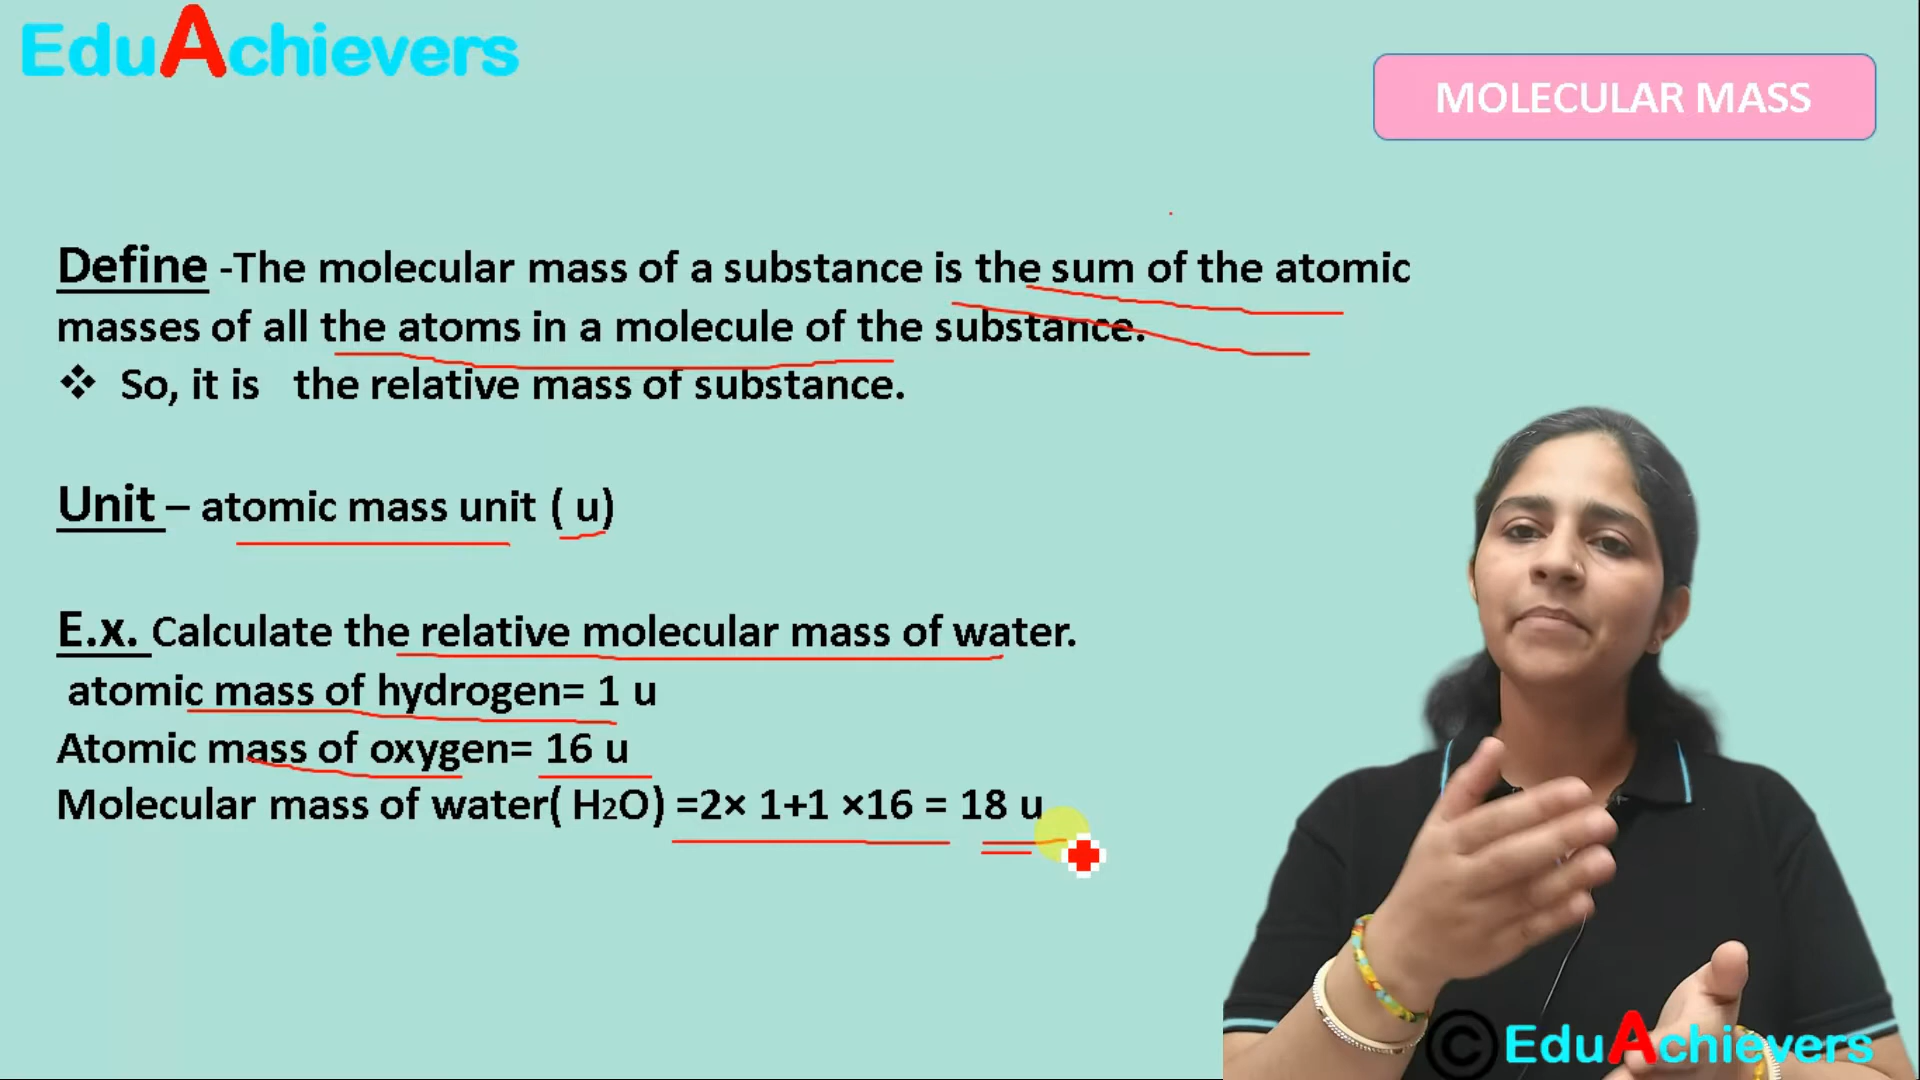 EduAchievers
MOLECULAR MASS
Define -The molecular mass of a substance is the sum of the atomic
masses of all the atoms in a molecule of the substance.
❖ So, it is the relative mass of substance.
Unit – atomic mass unit ( u)
E.x. Calculate the relative molecular mass of water.
atomic mass of hydrogen= 1 u
Atomic mass of oxygen= 16 u
Molecular mass of water( H2O) =2× 1+1 ×16 = 18 u
© EduAchievers